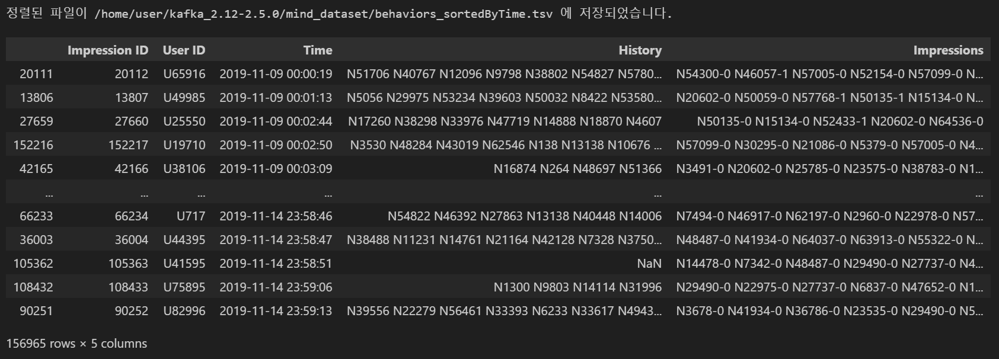 정렬된 파일이 /home/user/kafka_2.12-2.5.0/mind_dataset/behaviors_sortedByTime.tsv 에 저장되었습니다.
Impression ID User ID Time History Impressions
20111 20112 U65916 2019-11-09 00:00:19 N51706 N40767 N12096 N9798 N38802 N54827 N5780... N54300-0 N46057-1 N57005-0 N52154-0 N57099-0 N...
13806 13807 U49985 2019-11-09 00:01:13 N5056 N29975 N53234 N39603 N50032 N8422 N53580... N20602-0 N50059-0 N57768-1 N50135-1 N15134-0 N...
27659 27660 U25550 2019-11-09 00:02:44 N17260 N38298 N33976 N47719 N14888 N18870 N4607 N50135-0 N15134-0 N52433-1 N20602-0 N64536-0
152216 152217 U19710 2019-11-09 00:02:50 N3530 N48284 N43019 N62546 N138 N13138 N10676 ... N57099-0 N30295-0 N21086-0 N5379-0 N57005-0 N4...
42165 42166 U38106 2019-11-09 00:03:09 N16874 N264 N48697 N51366 N3491-0 N20602-0 N25785-0 N23575-0 N38783-0 N1...
... ... ... ... ... ...
66233 66234 U717 2019-11-14 23:58:46 N54822 N46392 N27863 N13138 N40448 N14006 N7494-0 N46917-0 N62197-0 N2960-0 N22978-0 N57...
36003 36004 U44395 2019-11-14 23:58:47 N38488 N11231 N14761 N21164 N42128 N7328 N3750... N48487-0 N41934-0 N64037-0 N63913-0 N55322-0 N...
105362 105363 U41595 2019-11-14 23:58:51 NaN N14478-0 N7342-0 N48487-0 N29490-0 N27737-0 N4...
108432 108433 U75895 2019-11-14 23:59:06 N1300 N9803 N14114 N31996 N29490-0 N22975-0 N27737-0 N6837-0 N47652-0 N1...
90251 90252 U82996 2019-11-14 23:59:13 N39556 N22279 N56461 N33393 N6233 N33617 N4943... N3678-0 N41934-0 N36786-0 N23535-0 N29490-0 N5...
156965 rows × 5 columns